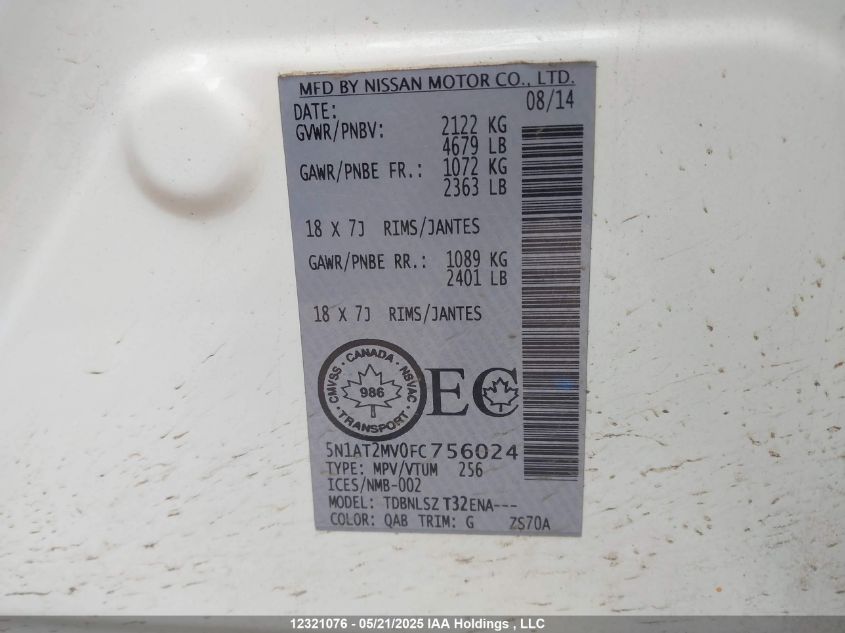 MFD BY NISSAN MOTOR CO., LTD.
DATE: 08/14
GVWR/PNBV: 2122 KG
4679 LB
GAWR/PNBE FR.: 1072 KG
2363 LB
18 X 7J RIMS/JANTES
GAWR/PNBE RR.: 1089 KG
2401 LB
18 X 7J RIMS/JANTES
CMVSS · CANADA · NSVAC
986
TRANSPORT
EC
5N1AT2MV0FC756024
TYPE: MPV/VTUM 256
ICES/NMB-002
MODEL: TDBNLSZ T32ENA---
COLOR: QAB TRIM: G ZS70A
12321076 - 05/21/2025 IAA Holdings , LLC